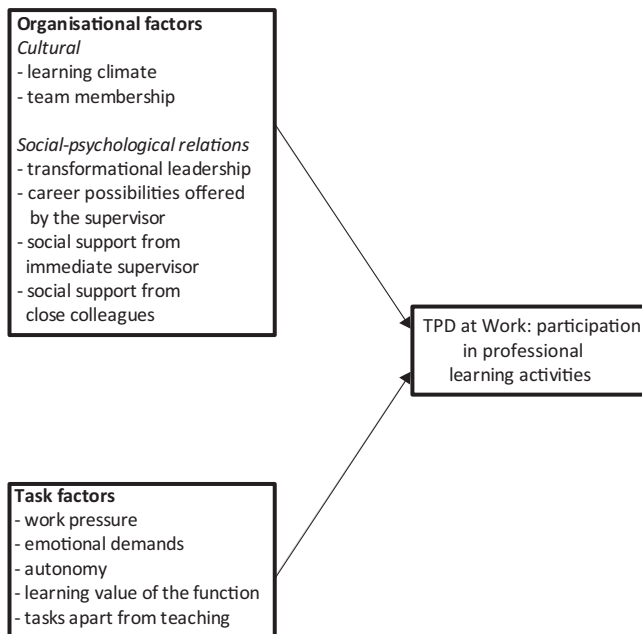 Organisational factors
Cultural
- learning climate
- team membership
Social-psychological relations
- transformational leadership
- career possibilities offered
by the supervisor
- social support from
immediate supervisor
- social support from
close colleagues
TPD at Work: participation
in professional
learning activities
Task factors
- work pressure
- emotional demands
- autonomy
- learning value of the function
- tasks apart from teaching